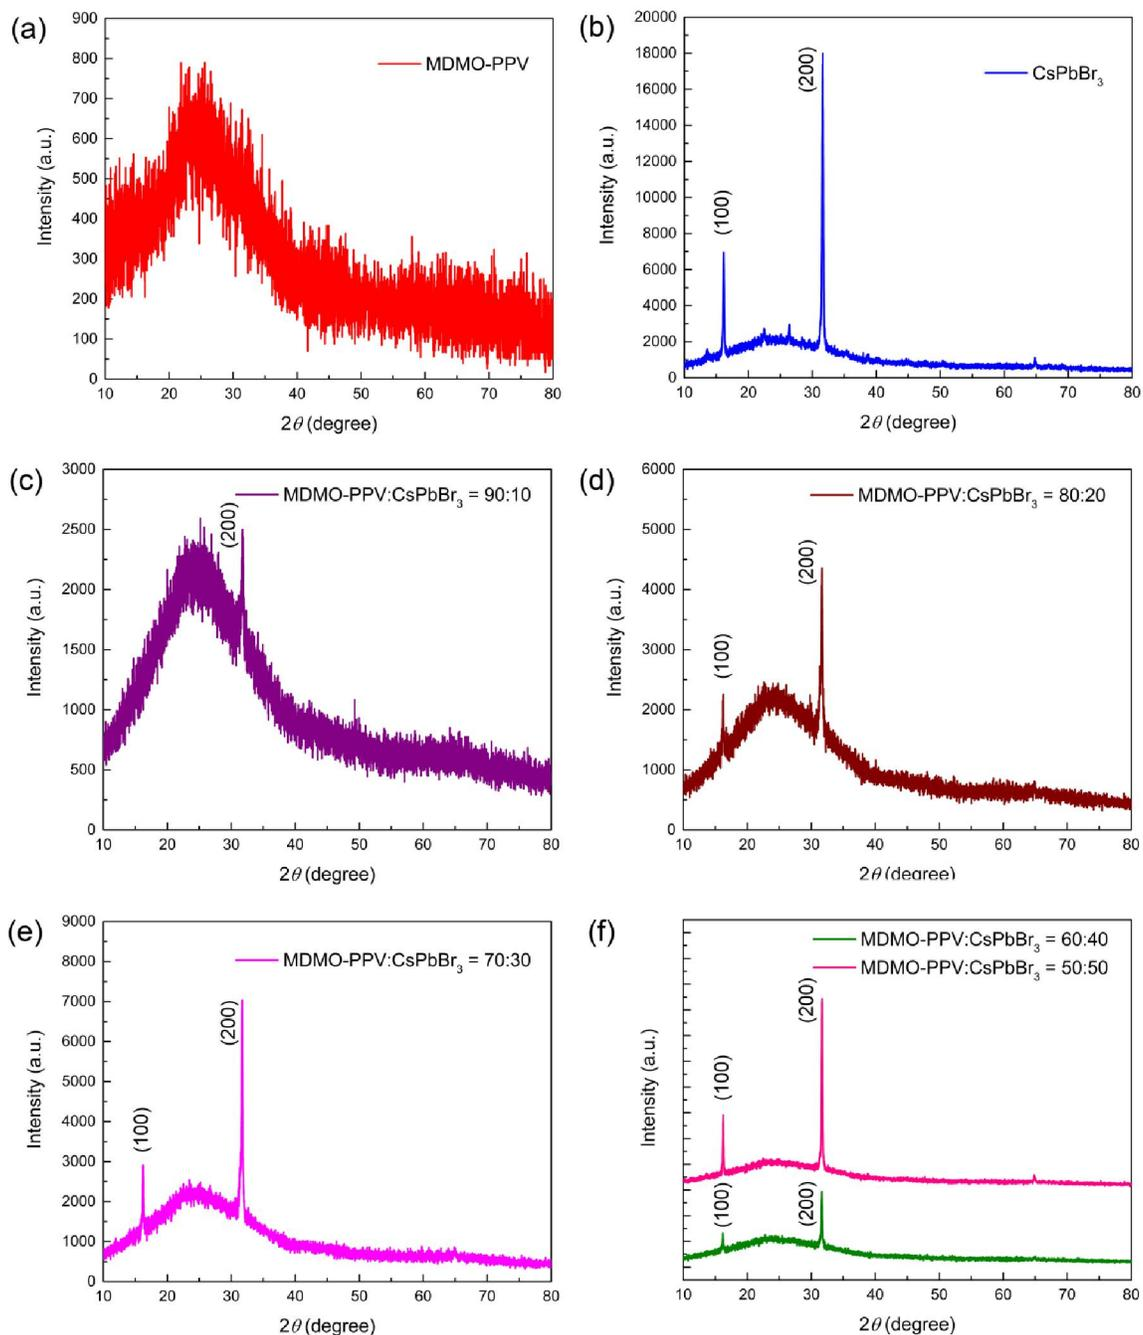 (a)
900
800
700
600
500
400
300
200
100
0
Intensity (a.u.)
MDMO-PPV
10 20 30 40 50 60 70 80
2θ (degree)
(b)
20000
18000
16000
14000
12000
10000
8000
6000
4000
2000
0
Intensity (a.u.)
CsPbBr3
(100)
(200)
10 20 30 40 50 60 70 80
2θ (degree)
(c)
3000
2500
2000
1500
1000
500
0
Intensity (a.u.)
MDMO-PPV:CsPbBr3 = 90:10
(200)
10 20 30 40 50 60 70 80
2θ (degree)
(d)
6000
5000
4000
3000
2000
1000
0
Intensity (a.u.)
MDMO-PPV:CsPbBr3 = 80:20
(100)
(200)
10 20 30 40 50 60 70 80
2θ (degree)
(e)
9000
8000
7000
6000
5000
4000
3000
2000
1000
0
Intensity (a.u.)
MDMO-PPV:CsPbBr3 = 70:30
(100)
(200)
10 20 30 40 50 60 70 80
2θ (degree)
(f)
Intensity (a.u.)
MDMO-PPV:CsPbBr3 = 60:40
MDMO-PPV:CsPbBr3 = 50:50
(200)
(100)
(100)
(200)
10 20 30 40 50 60 70 80
2θ (degree)